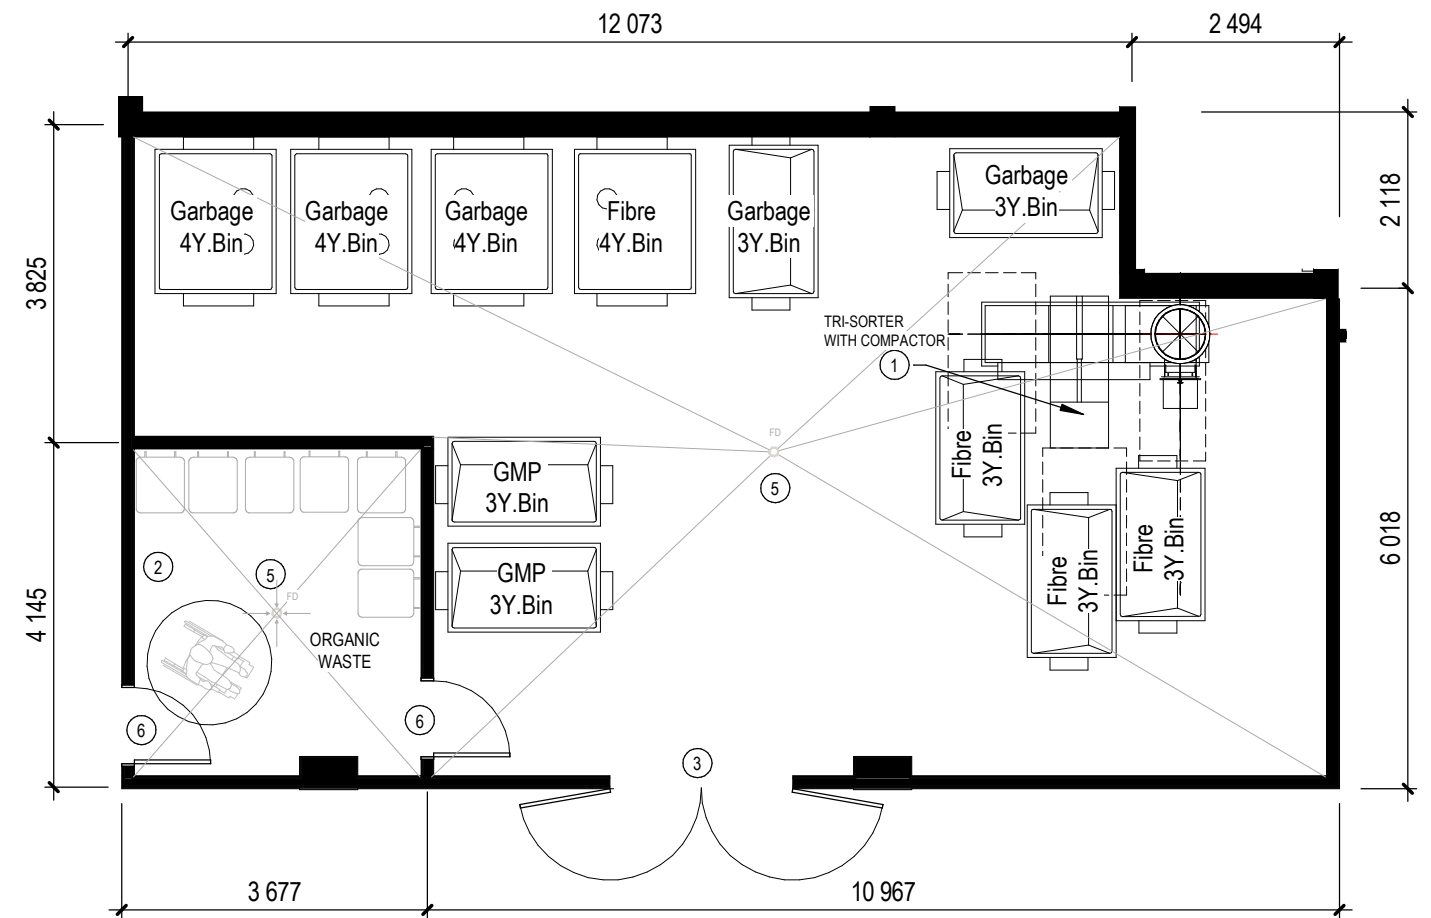 12 073
2 494
Garbage
4Y.Bin
Garbage
4Y.Bin
Garbage
4Y.Bin
Fibre
4Y.Bin
Garbage
3Y.Bin
Garbage
3Y.Bin
2 118
3 825
TRI-SORTER
WITH COMPACTOR
1
Fibre
3Y.Bin
FD
5
GMP
3Y.Bin
GMP
3Y.Bin
Fibre
3Y.Bin
Fibre
3Y.Bin
6 018
2
5
FD
ORGANIC
WASTE
4 145
6
6
3
3 677
10 967